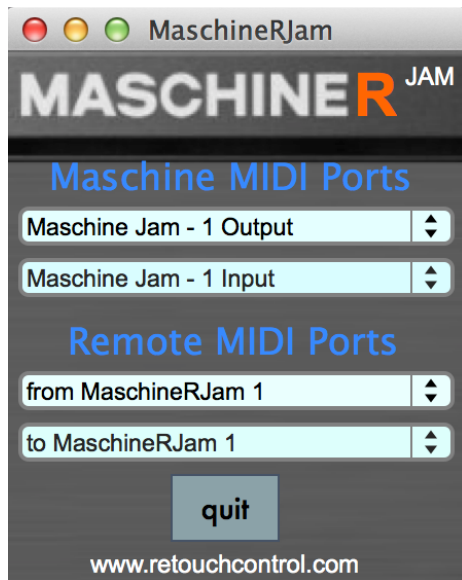 MaschineRJam
MASCHINER JAM
Maschine MIDI Ports
Maschine Jam - 1 Output
Maschine Jam - 1 Input
Remote MIDI Ports
from MaschineRJam 1
to MaschineRJam 1
quit
www.retouchcontrol.com